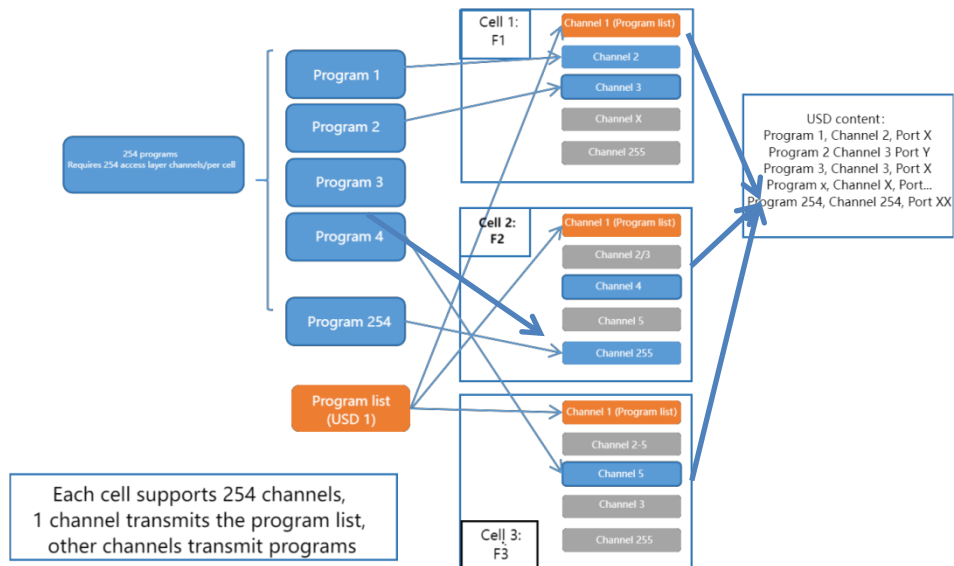 254 programs
Requires 254 access layer channels/per cell
Program 1
Program 2
Program 3
Program 4
Program 254
Program list
(USD 1)
Each cell supports 254 channels,
1 channel transmits the program list,
other channels transmit programs
Cell 1:
F1
Channel 1 (Program list)
Channel 2
Channel 3
Channel X
Channel 255
Cell 2:
F2
Channel 1 (Program list)
Channel 2/3
Channel 4
Channel 5
Channel 255
Cell 3:
F3
Channel 1 (Program list)
Channel 2-5
Channel 5
Channel 3
Channel 255
USD content:
Program 1, Channel 2, Port X
Program 2 Channel 3 Port Y
Program 3, Channel 3, Port X
Program x, Channel X, Port...
Program 254, Channel 254, Port XX